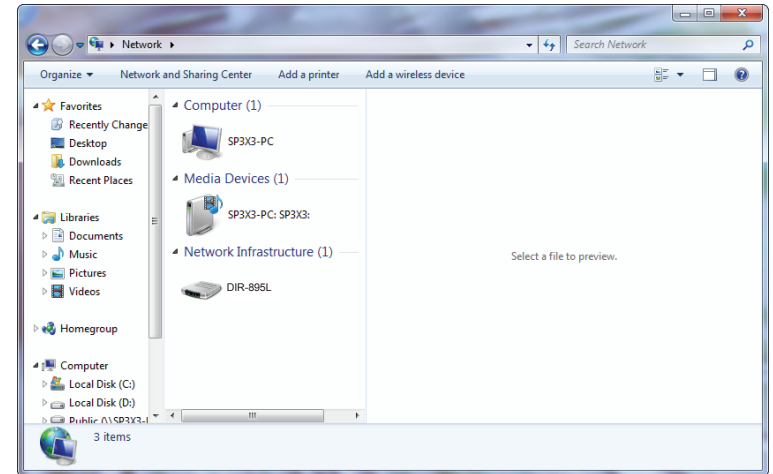 Network
Search Network
Organize
Network and Sharing Center
Add a printer
Add a wireless device
Favorites
Recently Change
Desktop
Downloads
Recent Places
Libraries
Documents
Music
Pictures
Videos
Homegroup
Computer
Local Disk (C:)
Local Disk (D:)
Computer (1)
SP3X3-PC
Media Devices (1)
SP3X3-PC: SP3X3:
Network Infrastructure (1)
DIR-895L
Select a file to preview.
3 items